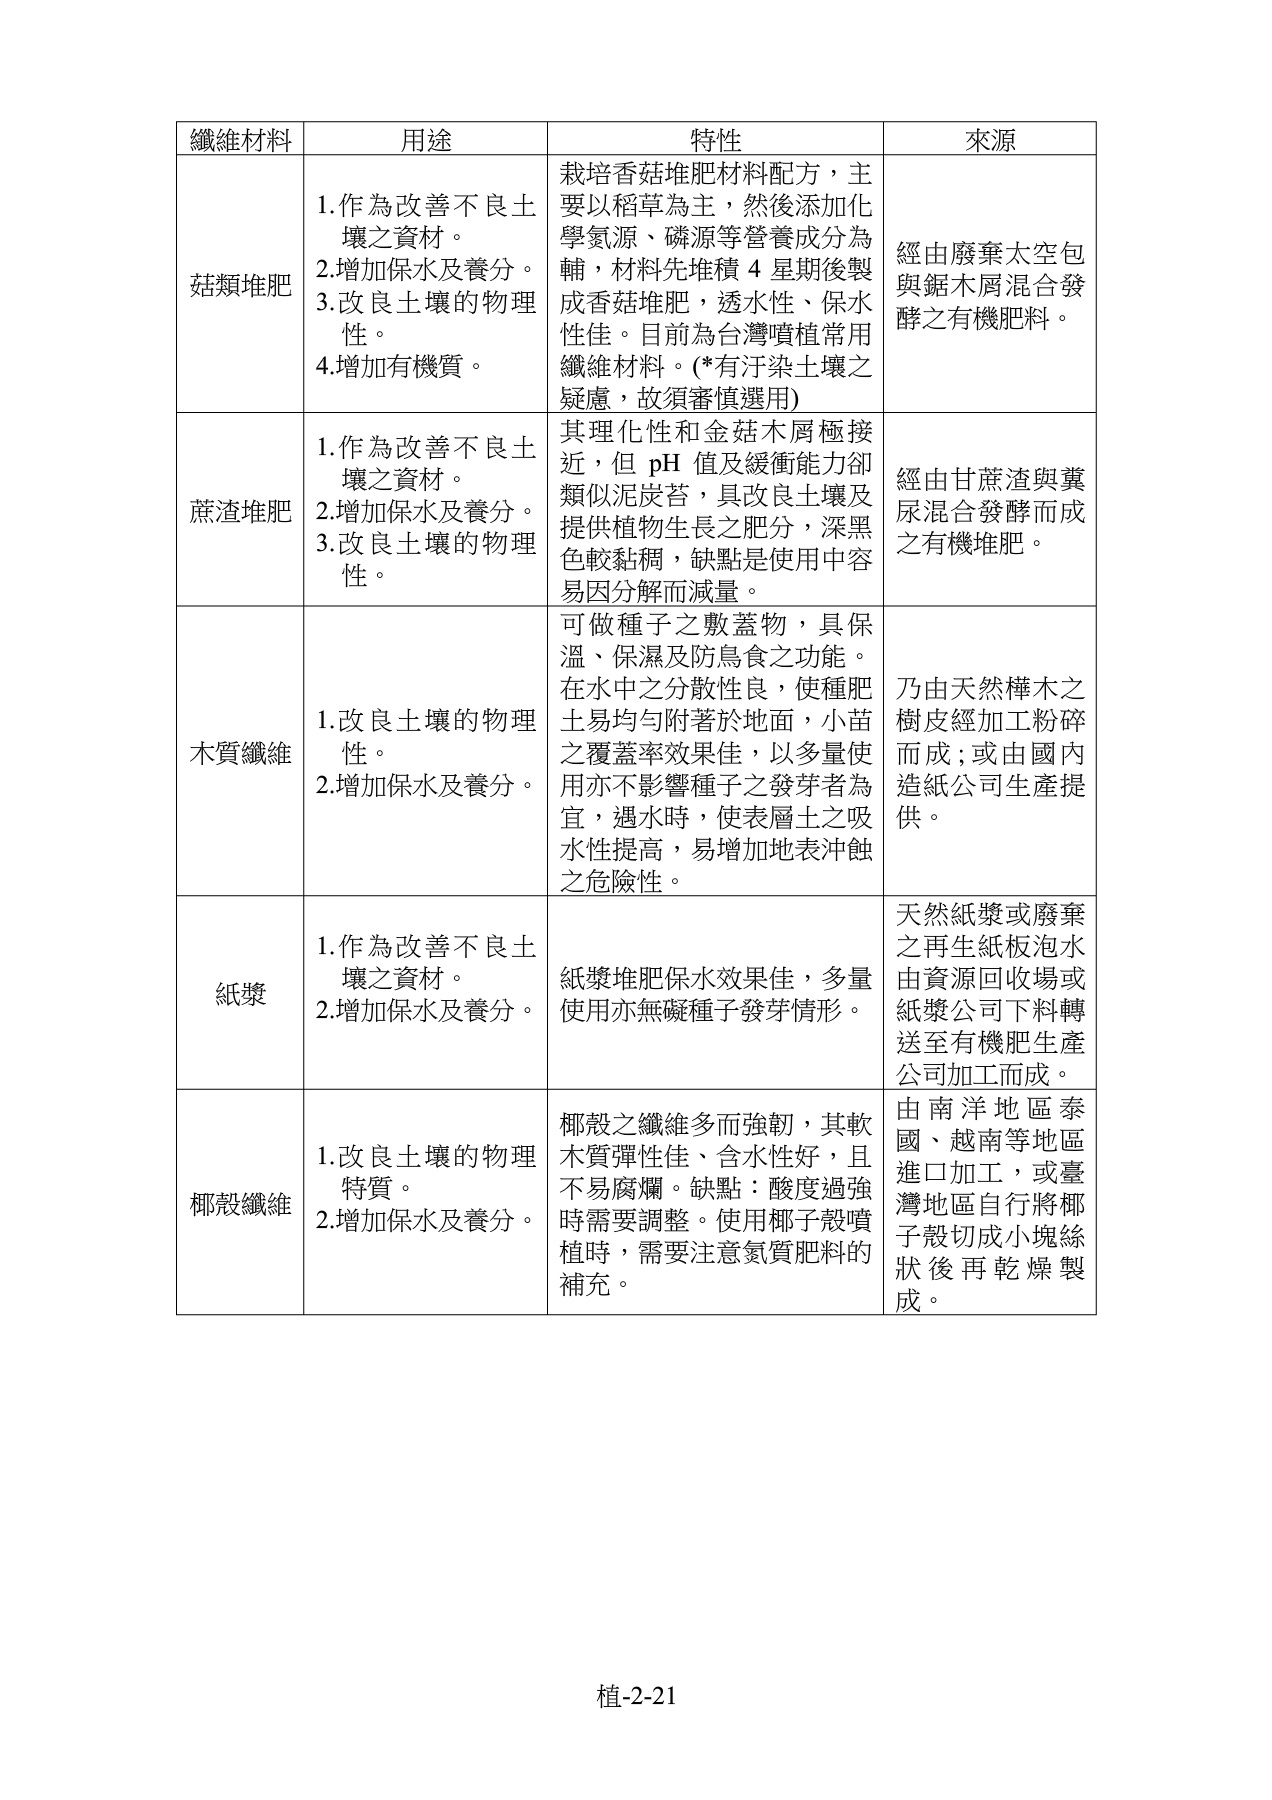 纖維材料 用途 特性 來源
菇類堆肥
1.作為改善不良土
壤之資材。
2.增加保水及養分。
3.改良土壤的物理
性。
4.增加有機質。
栽培香菇堆肥材料配方，主
要以稻草為主，然後添加化
學氮源、磷源等營養成分為
輔，材料先堆積 4 星期後製
成香菇堆肥，透水性、保水
性佳。目前為台灣噴植常用
纖維材料。(*有汙染土壤之
疑慮，故須審慎選用)
經由廢棄太空包
與鋸木屑混合發
酵之有機肥料。
蔗渣堆肥
1.作為改善不良土
壤之資材。
2.增加保水及養分。
3.改良土壤的物理
性。
其理化性和金菇木屑極接
近，但 pH 值及緩衝能力卻
類似泥炭苔，具改良土壤及
提供植物生長之肥分，深黑
色較黏稠，缺點是使用中容
易因分解而減量。
經由甘蔗渣與糞
尿混合發酵而成
之有機堆肥。
木質纖維
1.改良土壤的物理
性。
2.增加保水及養分。
可做種子之敷蓋物，具保
溫、保濕及防鳥食之功能。
在水中之分散性良，使種肥
土易均勻附著於地面，小苗
之覆蓋率效果佳，以多量使
用亦不影響種子之發芽者為
宜，遇水時，使表層土之吸
水性提高，易增加地表沖蝕
之危險性。
乃由天然樺木之
樹皮經加工粉碎
而成;或由國內
造紙公司生產提
供。
紙漿
1.作為改善不良土
壤之資材。
2.增加保水及養分。
紙漿堆肥保水效果佳，多量
使用亦無礙種子發芽情形。
天然紙漿或廢棄
之再生紙板泡水
由資源回收場或
紙漿公司下料轉
送至有機肥生產
公司加工而成。
椰殼纖維
1.改良土壤的物理
特質。
2.增加保水及養分。
椰殼之纖維多而強韌，其軟
木質彈性佳、含水性好，且
不易腐爛。缺點：酸度過強
時需要調整。使用椰子殼噴
植時，需要注意氮質肥料的
補充。
由南洋地區泰
國、越南等地區
進口加工，或臺
灣地區自行將椰
子殼切成小塊絲
狀後再乾燥製
成。
植-2-21